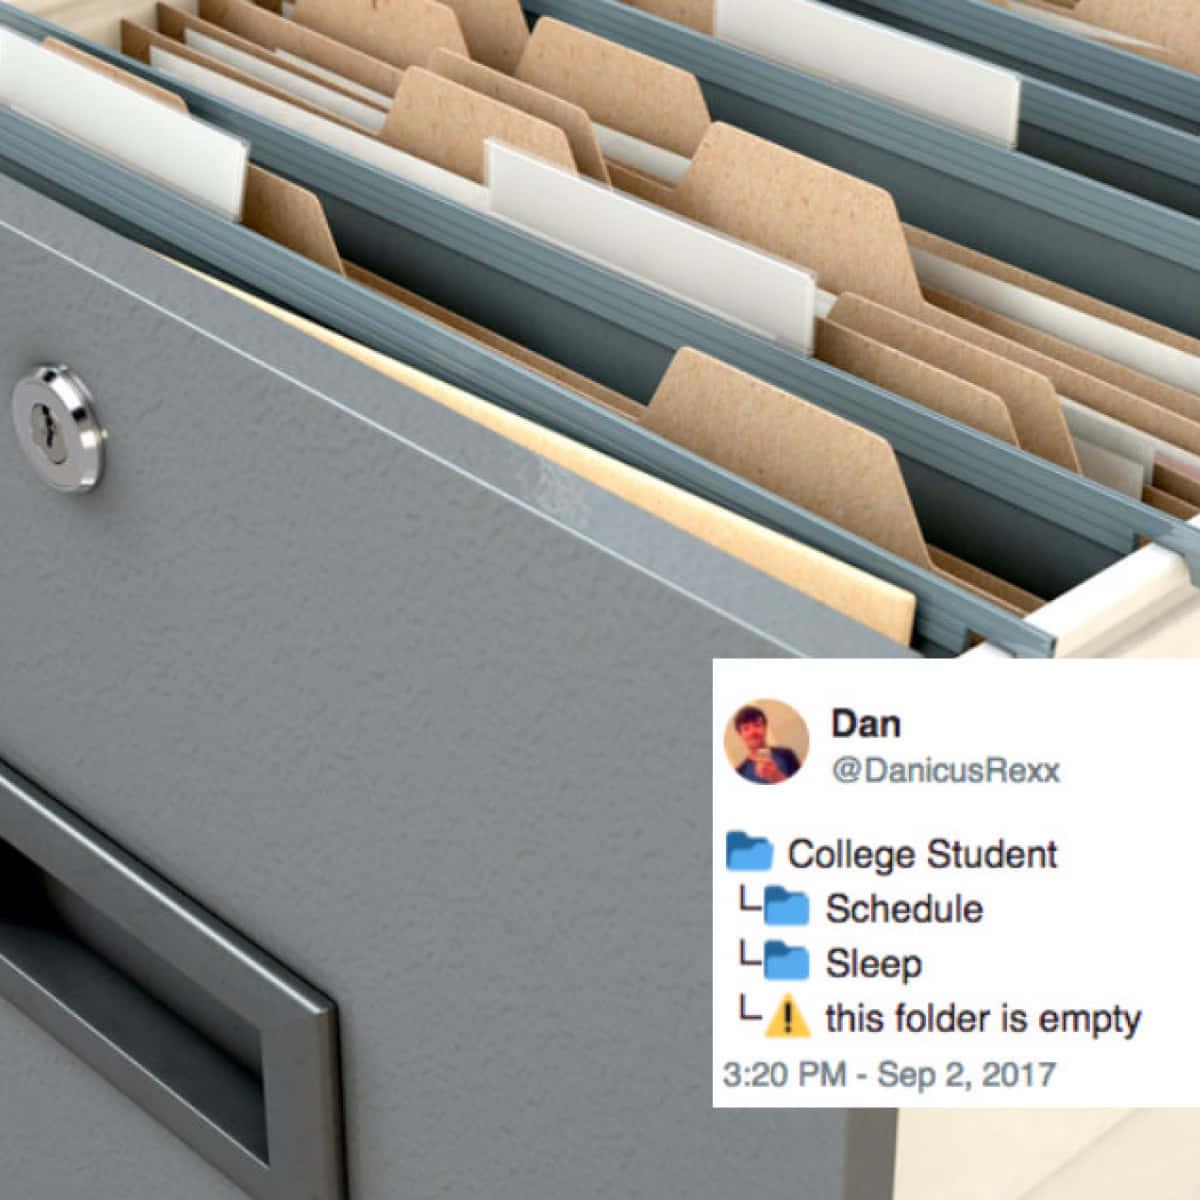 Dan
@DanicusRexx
📂 College Student
└📁 Schedule
└📁 Sleep
└⚠️ this folder is empty
3:20 PM - Sep 2, 2017